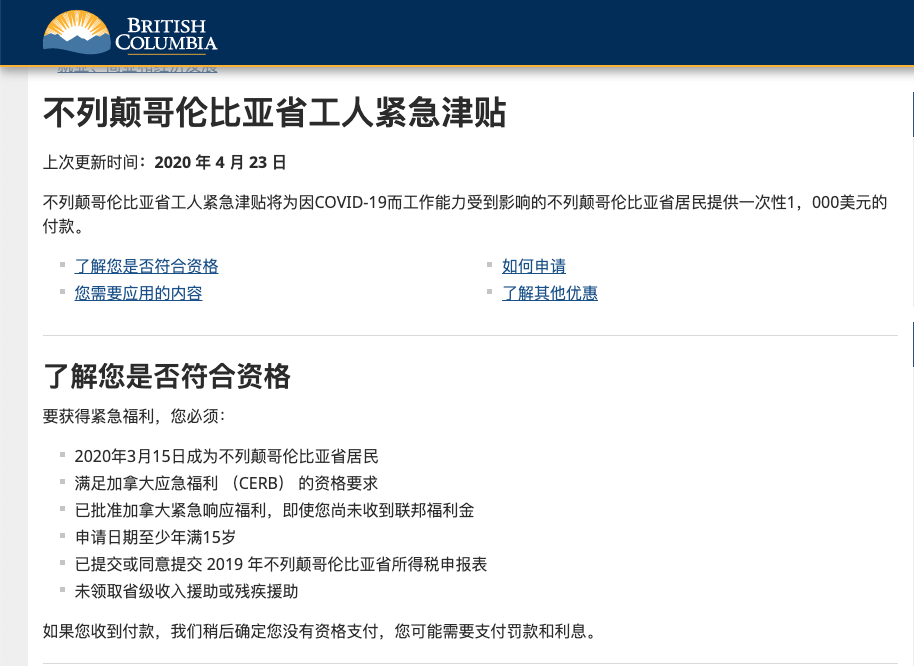 BRITISH
COLUMBIA
就业、商业和经济发展
不列颠哥伦比亚省工人紧急津贴
上次更新时间：2020 年 4 月 23 日
不列颠哥伦比亚省工人紧急津贴将为因COVID-19而工作能力受到影响的不列颠哥伦比亚省居民提供一次性1，000美元的
付款。
了解您是否符合资格
如何申请
您需要应用的内容
了解其他优惠
了解您是否符合资格
要获得紧急福利，您必须：
2020年3月15日成为不列颠哥伦比亚省居民
满足加拿大应急福利 （CERB） 的资格要求
已批准加拿大紧急响应福利，即使您尚未收到联邦福利金
申请日期至少年满15岁
已提交或同意提交 2019 年不列颠哥伦比亚省所得税申报表
未领取省级收入援助或残疾援助
如果您收到付款，我们稍后确定您没有资格支付，您可能需要支付罚款和利息。